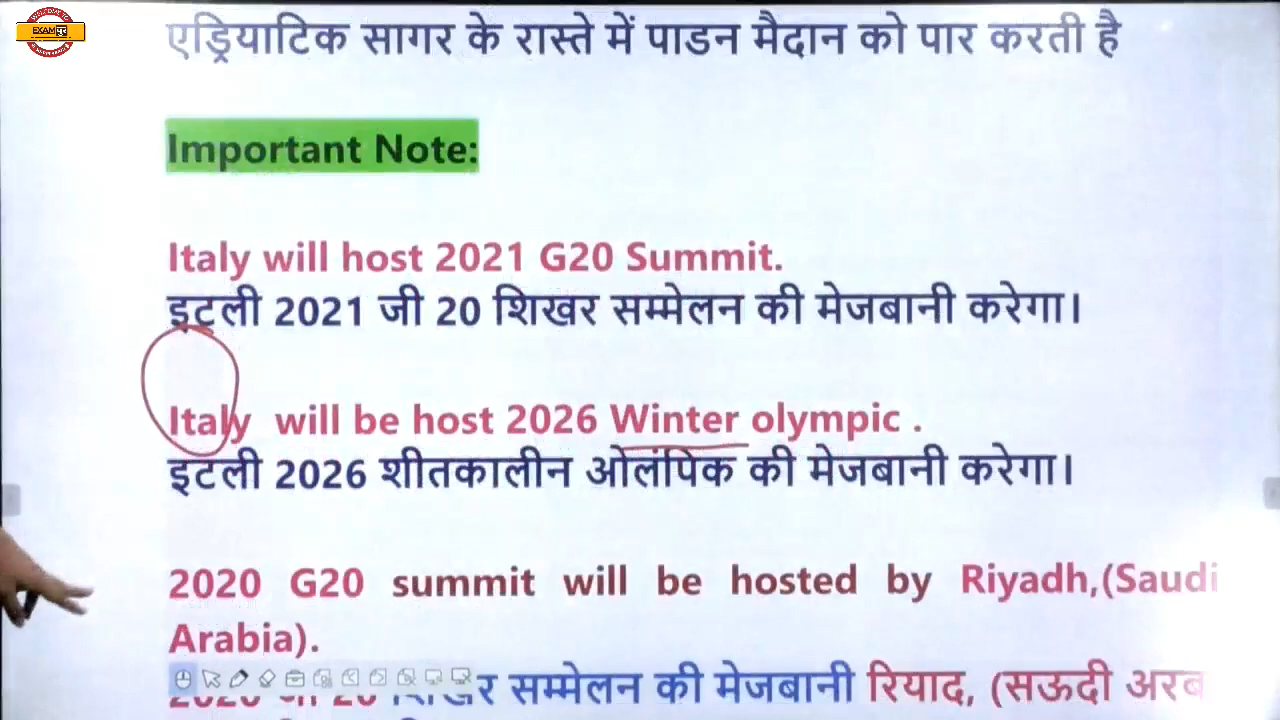 EXAM
एड्रियाटिक सागर के रास्ते में पाडन मैदान को पार करती है
Important Note:
Italy will host 2021 G20 Summit.
इटली 2021 जी 20 शिखर सम्मेलन की मेजबानी करेगा।
Italy will be host 2026 Winter olympic .
इटली 2026 शीतकालीन ओलंपिक की मेजबानी करेगा।
2020 G20 summit will be hosted by Riyadh,(Saudi
Arabia).
सम्मेलन की मेजबानी रियाद, (सऊदी अरब